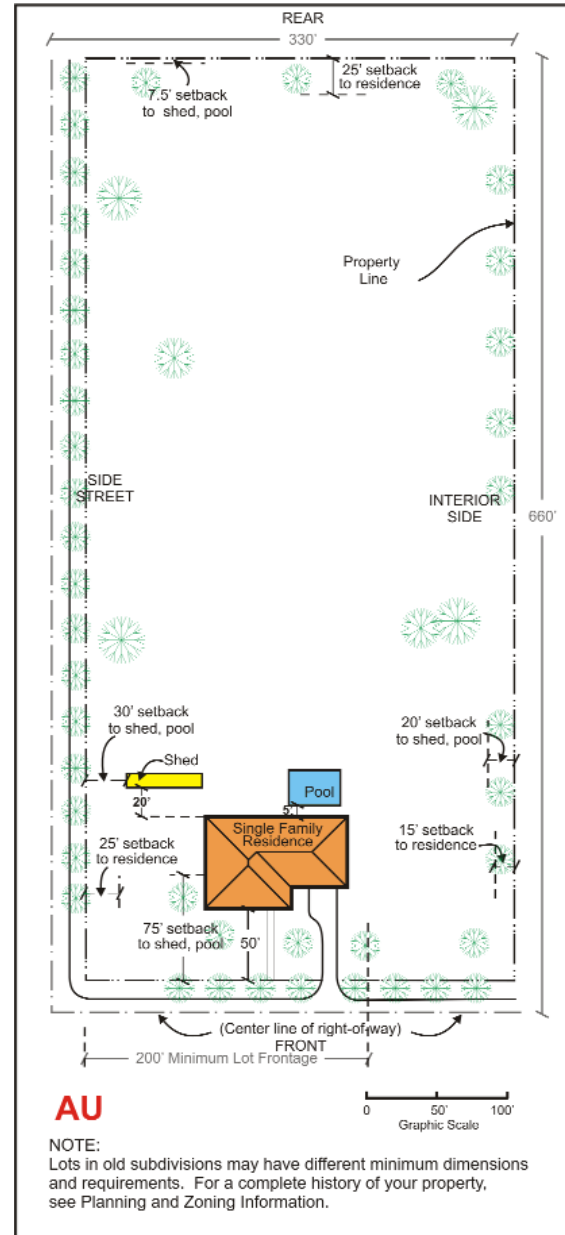 REAR
330'
25' setback
to residence
7.5' setback
to shed, pool
Property
Line
SIDE
STREET
INTERIOR
SIDE
660'
30' setback
to shed, pool
Shed
20'
20' setback
to shed, pool
Pool
5'
Single Family
Residence
25' setback
to residence
15' setback
to residence
75' setback
to shed, pool
50'
(Center line of right-of-way)
FRONT
200' Minimum Lot Frontage
AU
0 50' 100'
Graphic Scale
NOTE:
Lots in old subdivisions may have different minimum dimensions
and requirements. For a complete history of your property,
see Planning and Zoning Information.